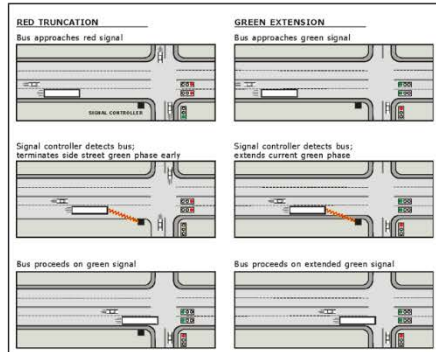 RED TRUNCATION
Bus approaches red signal
SIGNAL CONTROLLER
Signal controller detects bus;
terminates side street green phase early
Bus proceeds on green signal
GREEN EXTENSION
Bus approaches green signal
Signal controller detects bus;
extends current green phase
Bus proceeds on extended green signal